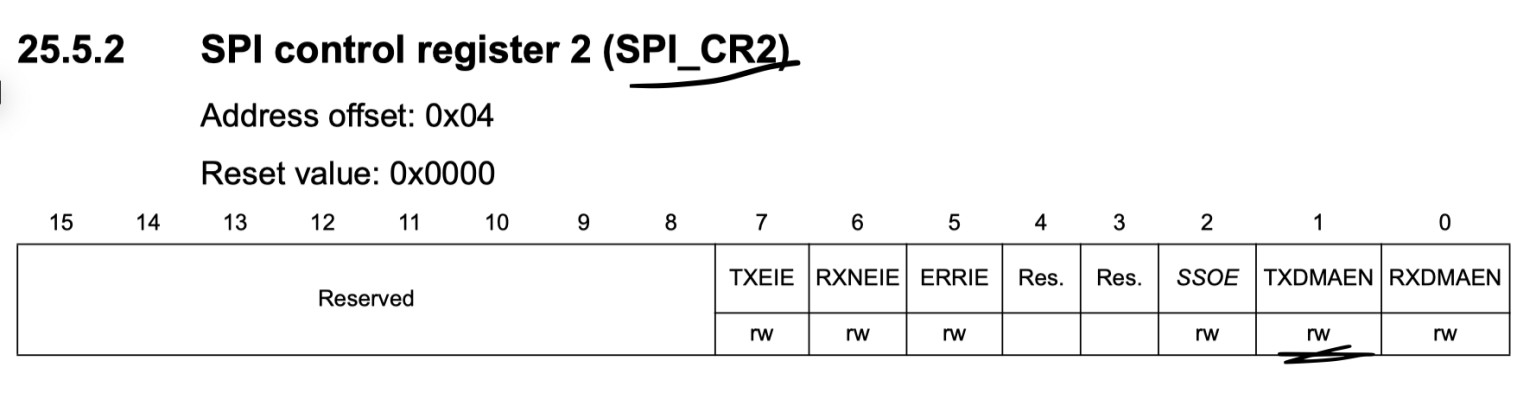 25.5.2 SPI control register 2 (SPI_CR2)
Address offset: 0x04
Reset value: 0x0000
15 14 13 12 11 10 9 8 7 6 5 4 3 2 1 0
Reserved TXEIE RXNEIE ERRIE Res. Res. SSOE TXDMAEN RXDMAEN
rw rw rw rw rw rw